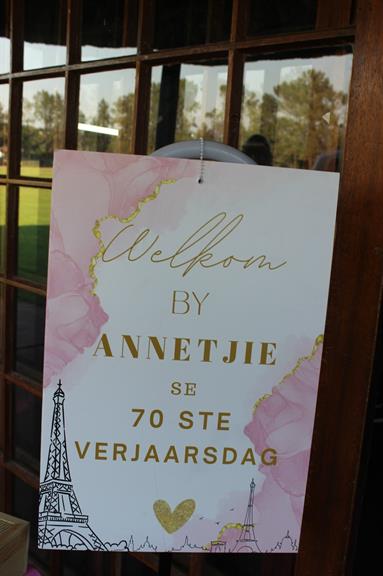 Welkom
BY
ANNETJIE
SE
70 STE
VERJAARSDAG